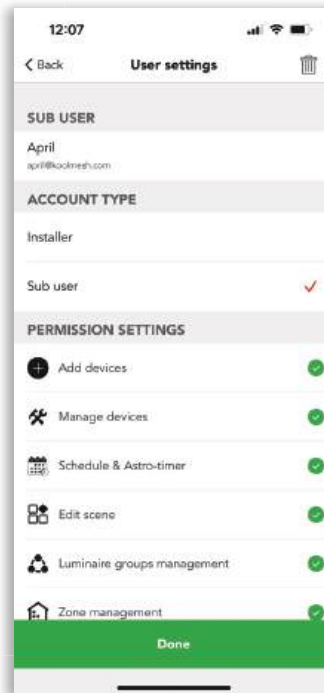 12:07
Back
User settings
SUB USER
April
april@koolmesh.com
ACCOUNT TYPE
Installer
Sub user
PERMISSION SETTINGS
Add devices
Manage devices
Schedule & Astro-timer
Edit scene
Luminaire groups management
Zone management
Done